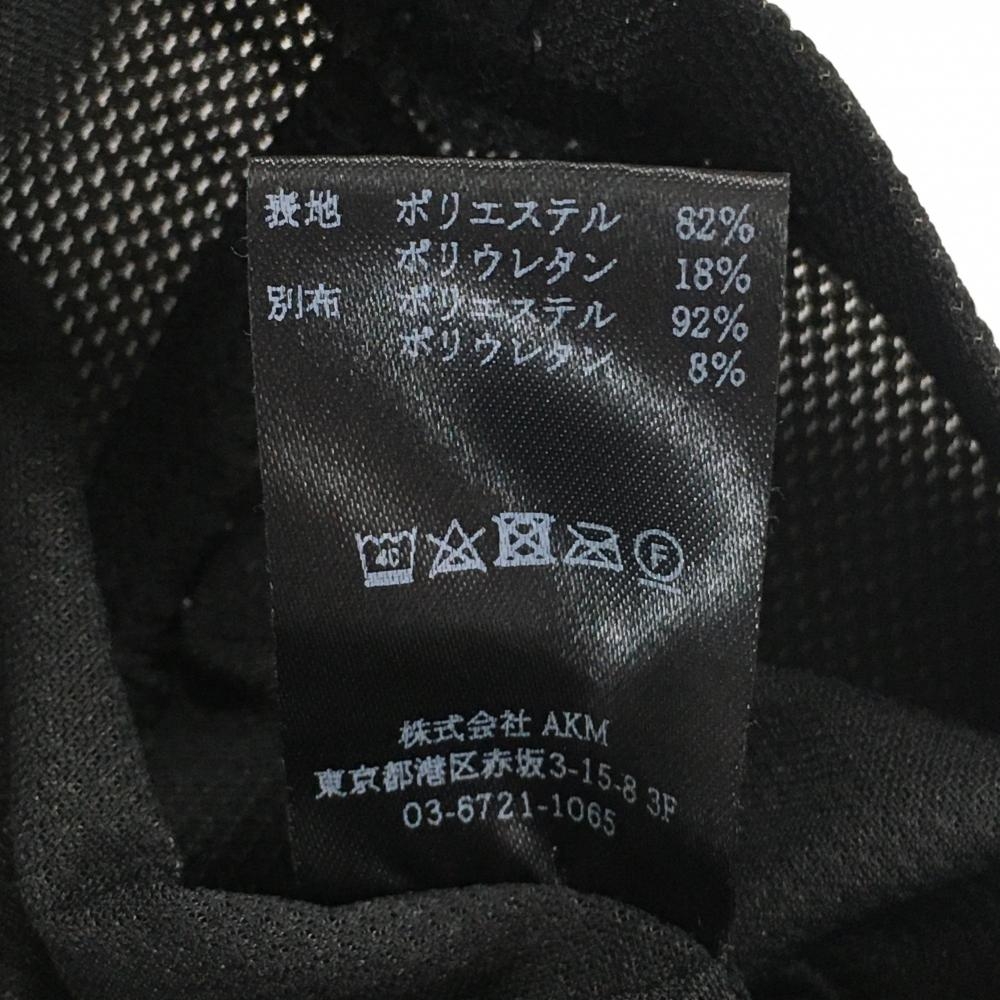 表地 ポリエステル 82%
ポリウレタン 18%
別布 ポリエステル 92%
ポリウレタン 8%
40
F
株式会社 AKM
東京都港区赤坂3-15-8 3F
03-6721-1065